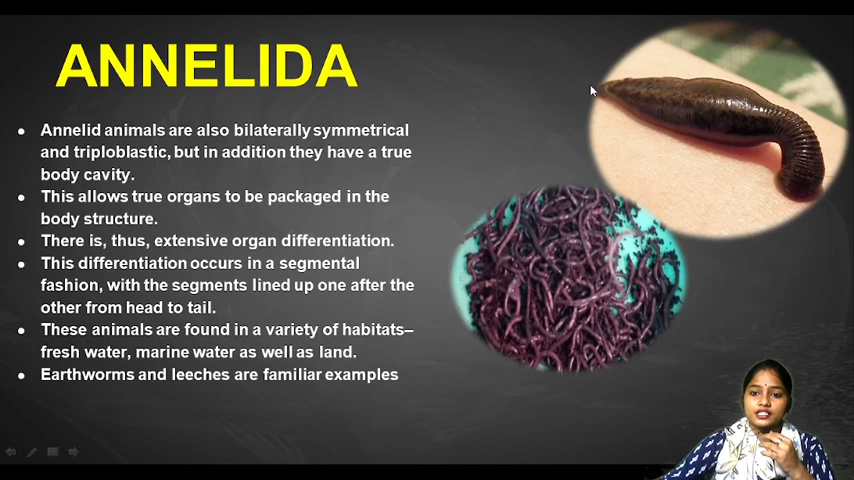 ANNELIDA
● Annelid animals are also bilaterally symmetrical
and triploblastic, but in addition they have a true
body cavity.
● This allows true organs to be packaged in the
body structure.
● There is, thus, extensive organ differentiation.
● This differentiation occurs in a segmental
fashion, with the segments lined up one after the
other from head to tail.
● These animals are found in a variety of habitats–
fresh water, marine water as well as land.
● Earthworms and leeches are familiar examples